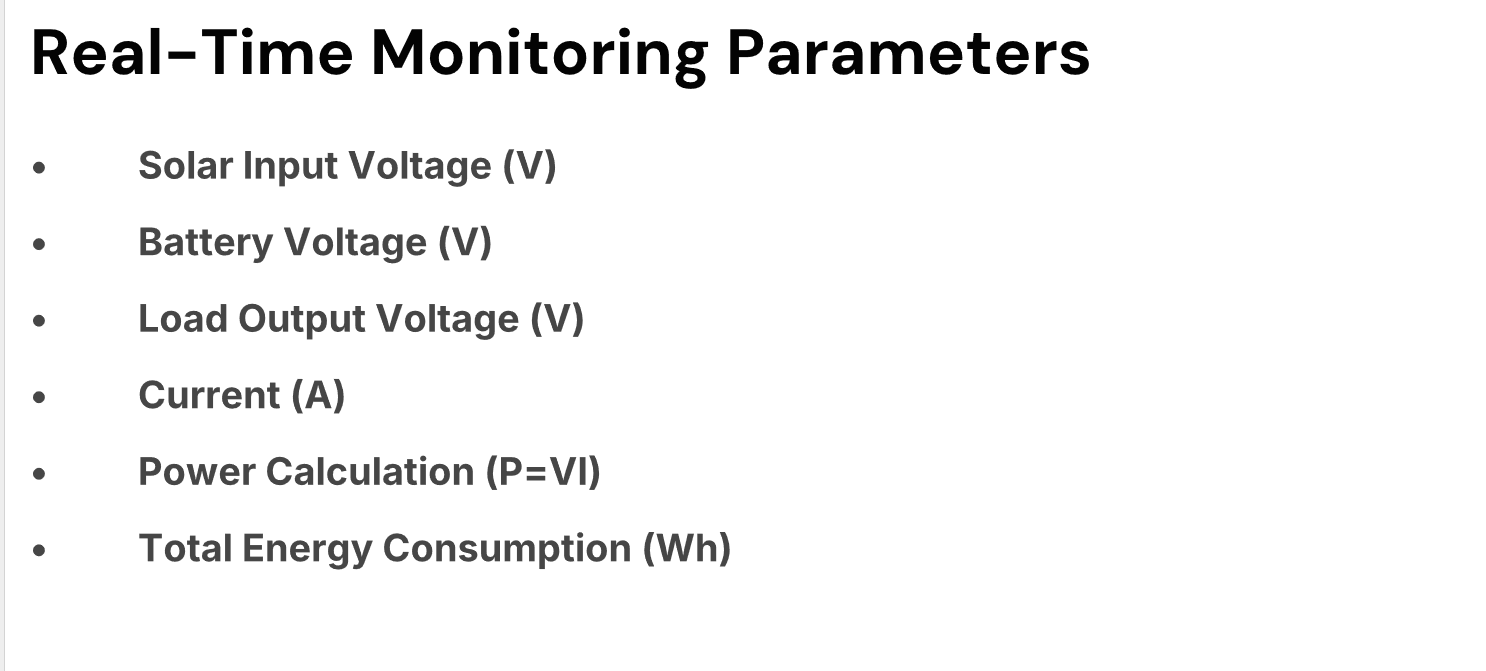 Real-Time Monitoring Parameters
• Solar Input Voltage (V)
• Battery Voltage (V)
• Load Output Voltage (V)
• Current (A)
• Power Calculation (P=VI)
• Total Energy Consumption (Wh)